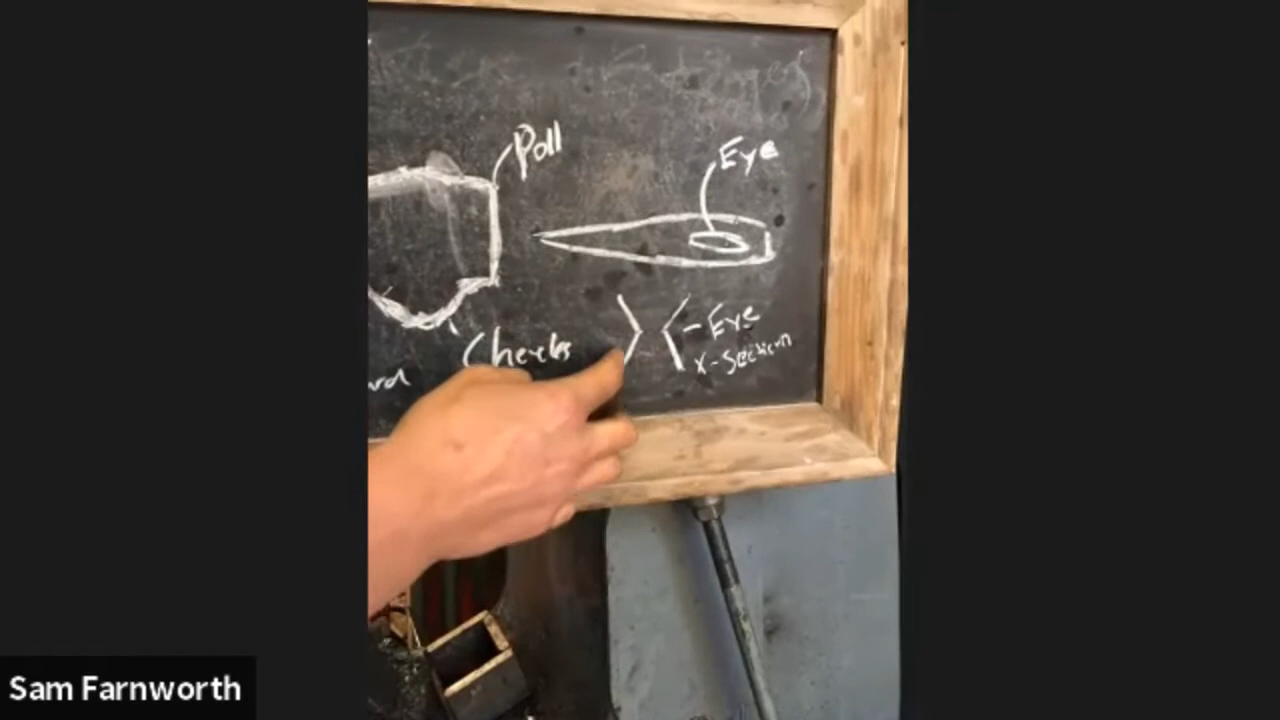 Poll
Eye
Cheeks
Eye
X-Section
Sam Farnworth